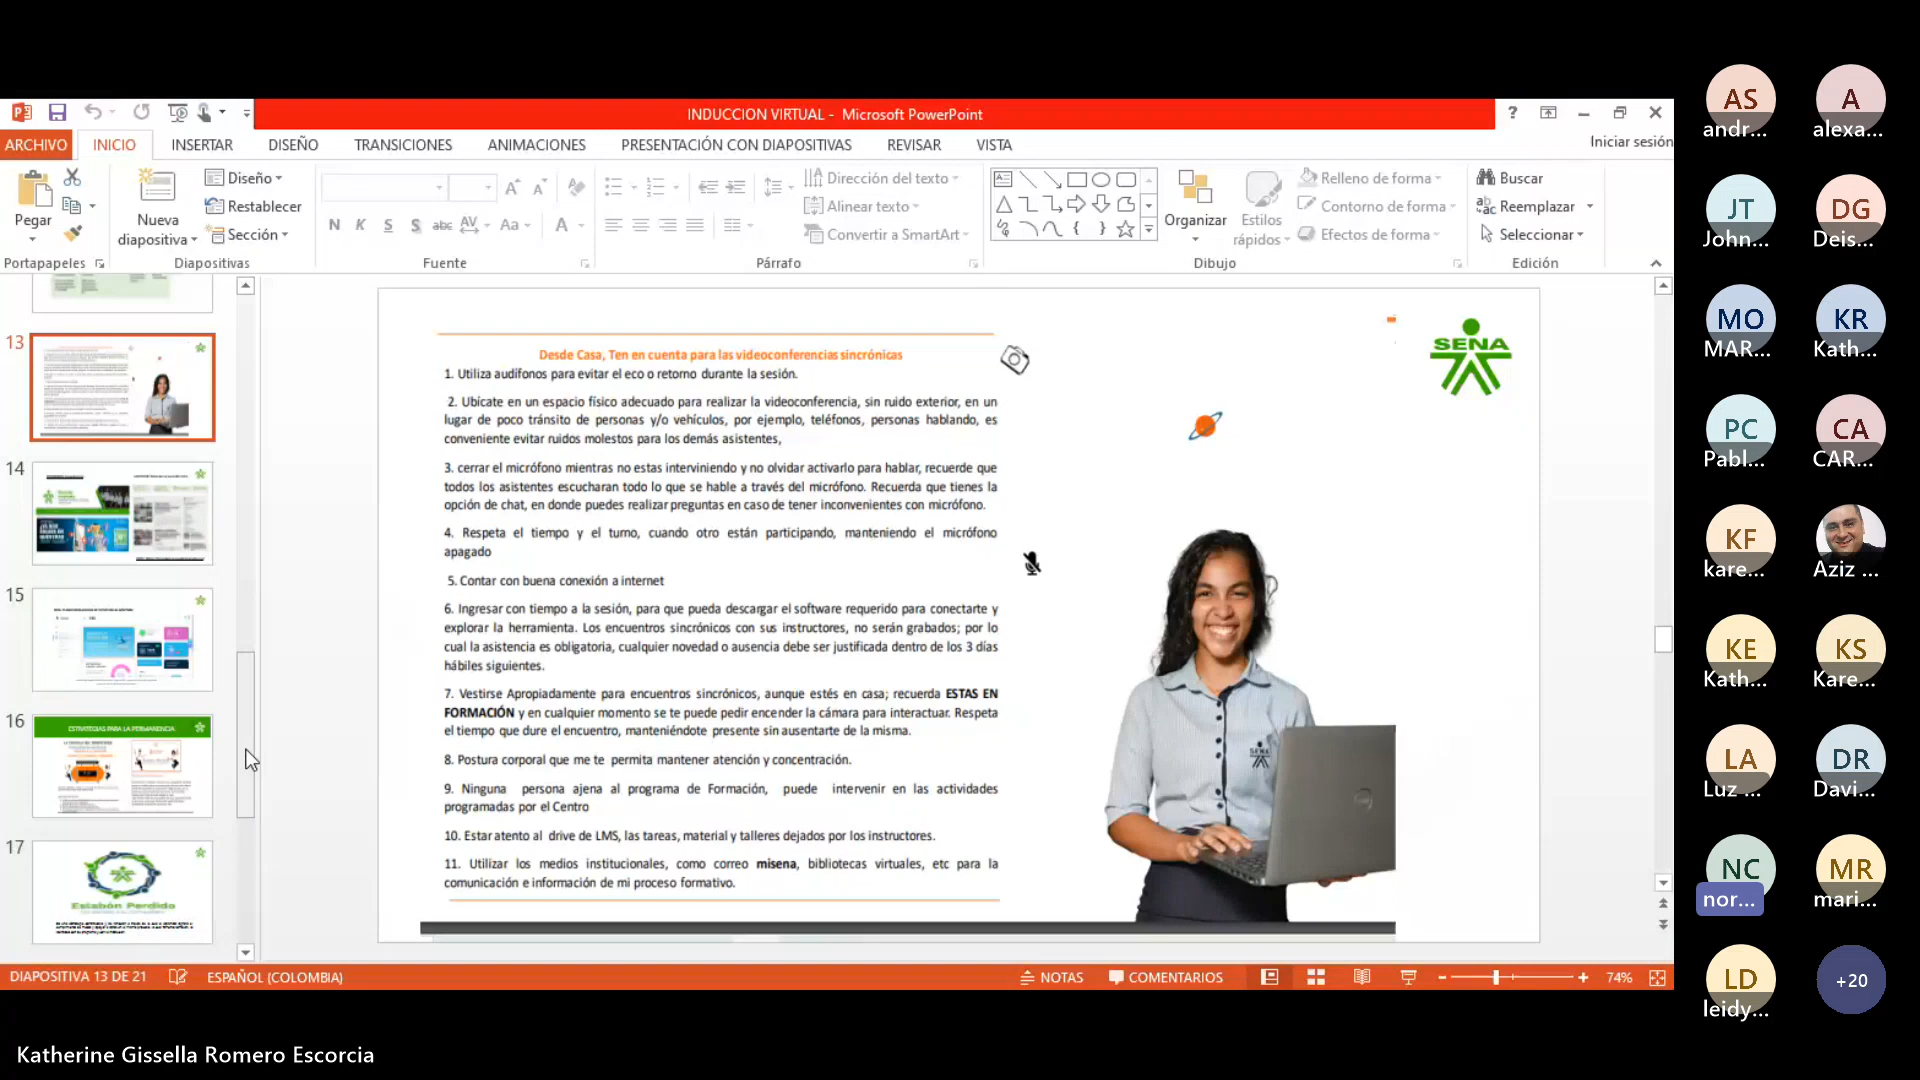 INDUCCION VIRTUAL - Microsoft PowerPoint
ARCHIVO INICIO INSERTAR DISEÑO TRANSICIONES ANIMACIONES PRESENTACIÓN CON DIAPOSITIVAS REVISAR VISTA Iniciar sesión
Pegar
Portapapeles
Nueva
diapositiva
Diseño
Restablecer
Sección
Diapositivas
N K S S abc AV Aa A
Fuente
Dirección del texto
Alinear texto
Convertir a SmartArt
Párrafo
Organizar
Estilos
rápidos
Relleno de forma
Contorno de forma
Efectos de forma
Dibujo
Buscar
Reemplazar
Seleccionar
Edición
13
14
15
16
ESTRATEGIAS PARA LA PERMANENCIA
17
Eslabón Perdido
Desde Casa, Ten en cuenta para las videoconferencias sincrónicas
1. Utiliza audífonos para evitar el eco o retorno durante la sesión.
2. Ubícate en un espacio físico adecuado para realizar la videoconferencia, sin ruido exterior, en un
lugar de poco tránsito de personas y/o vehículos, por ejemplo, teléfonos, personas hablando, es
conveniente evitar ruidos molestos para los demás asistentes,
3. cerrar el micrófono mientras no estas interviniendo y no olvidar activarlo para hablar, recuerde que
todos los asistentes escucharan todo lo que se hable a través del micrófono. Recuerda que tienes la
opción de chat, en donde puedes realizar preguntas en caso de tener inconvenientes con micrófono.
4. Respeta el tiempo y el turno, cuando otro están participando, manteniendo el micrófono
apagado
5. Contar con buena conexión a internet
6. Ingresar con tiempo a la sesión, para que pueda descargar el software requerido para conectarte y
explorar la herramienta. Los encuentros sincrónicos con sus instructores, no serán grabados; por lo
cual la asistencia es obligatoria, cualquier novedad o ausencia debe ser justificada dentro de los 3 días
hábiles siguientes.
7. Vestirse Apropiadamente para encuentros sincrónicos, aunque estés en casa; recuerda ESTAS EN
FORMACIÓN y en cualquier momento se te puede pedir encender la cámara para interactuar. Respeta
el tiempo que dure el encuentro, manteniéndote presente sin ausentarte de la misma.
8. Postura corporal que me te permita mantener atención y concentración.
9. Ninguna persona ajena al programa de Formación, puede intervenir en las actividades
programadas por el Centro
10. Estar atento al drive de LMS, las tareas, material y talleres dejados por los instructores.
11. Utilizar los medios institucionales, como correo misena, bibliotecas virtuales, etc para la
comunicación e información de mi proceso formativo.
SENA
SENA
DIAPOSITIVA 13 DE 21 ESPAÑOL (COLOMBIA) NOTAS COMENTARIOS 74%
AS A
andr... alexa...
JT DG
John... Deis...
MO KR
MAR... Kath...
PC CA
Pabl... CAR...
KF
kare... Aziz ...
KE KS
Kath... Kare...
LA DR
Luz ... Davi...
NC MR
nor... mari...
LD +20
leidy...
Katherine Gissella Romero Escorcia